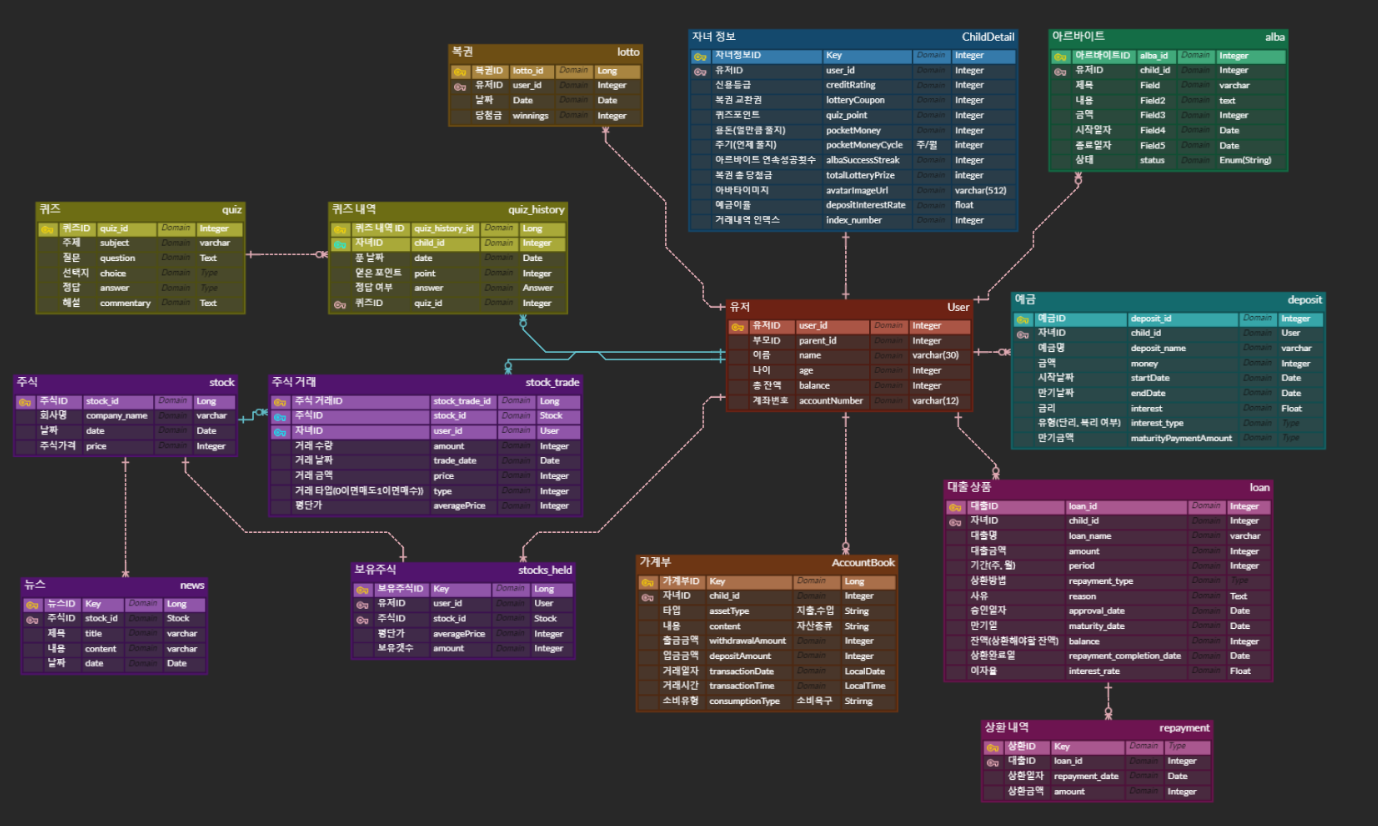 복권 lotto
복권ID lotto_id Domain Long
유저ID user_id Domain Integer
날짜 Date Domain Date
당첨금 winnings Domain Integer
자녀 정보 ChildDetail
자녀정보ID Key Domain Integer
유저ID user_id Domain Integer
신용등급 creditRating Domain Integer
복권 교환권 lotteryCoupon Domain Integer
퀴즈포인트 quiz_point Domain Integer
용돈(얼만큼 줄지) pocketMoney Domain Integer
주기(언제 줄지) pocketMoneyCycle 주/월 integer
아르바이트 연속성공횟수 albaSuccessStreak Domain Integer
복권 총 당첨금 totalLotteryPrize Domain integer
아바타이미지 avatarImageUrl Domain varchar(512)
예금이율 depositInterestRate Domain float
거래내역 인덱스 index_number Domain Integer
아르바이트 alba
아르바이트ID alba_id Domain Integer
유저ID child_id Domain Integer
제목 Field Domain varchar
내용 Field2 Domain text
금액 Field3 Domain Integer
시작일자 Field4 Domain Date
종료일자 Field5 Domain Date
상태 status Domain Enum(String)
퀴즈 quiz
퀴즈ID quiz_id Domain Integer
주제 subject Domain varchar
질문 question Domain Text
선택지 choice Domain Type
정답 answer Domain Type
해설 commentary Domain Text
퀴즈 내역 quiz_history
퀴즈 내역 ID quiz_history_id Domain Long
자녀ID child_id Domain Integer
푼 날짜 date Domain Date
얻은 포인트 point Domain Integer
정답 여부 answer Domain Answer
퀴즈ID quiz_id Domain Integer
유저 User
유저ID user_id Domain Integer
부모ID parent_id Domain Integer
이름 name Domain varchar(30)
나이 age Domain Integer
총 잔액 balance Domain Integer
계좌번호 accountNumber Domain varchar(12)
예금 deposit
예금ID deposit_id Domain Integer
자녀ID child_id Domain User
예금명 deposit_name Domain varchar
금액 money Domain Integer
시작날짜 startDate Domain Date
만기날짜 endDate Domain Date
금리 interest Domain Float
유형(단리, 복리 여부) interest_type Domain Type
만기금액 maturityPaymentAmount Domain Integer
주식 stock
주식ID stock_id Domain Long
회사명 company_name Domain varchar
날짜 date Domain Date
주식가격 price Domain Integer
주식 거래 stock_trade
주식 거래ID stock_trade_id Domain Long
주식ID stock_id Domain Stock
자녀ID user_id Domain User
거래 수량 amount Domain Integer
거래 날짜 trade_date Domain Date
거래 금액 price Domain Integer
거래 타입(0이면매도1이면매수)) type Domain Integer
평단가 averagePrice Domain Integer
대출 상품 loan
대출ID loan_id Domain Integer
자녀ID child_id Domain Integer
대출명 loan_name Domain varchar
대출금액 amount Domain Integer
기간(주, 월) period Domain Integer
상환방법 repayment_type Domain Type
사유 reason Domain Text
승인일자 approval_date Domain Date
만기일 maturity_date Domain Date
잔액(상환해야할 잔액) balance Domain Integer
상환완료일 repayment_completion_date Domain Date
이자율 interest_rate Domain Float
뉴스 news
뉴스ID Key Domain Long
주식ID stock_id Domain Stock
제목 title Domain varchar
내용 content Domain varchar
날짜 date Domain Date
보유주식 stocks_held
보유주식ID Key Domain Long
유저ID user_id Domain User
주식ID stock_id Domain Stock
평단가 averagePrice Domain Integer
보유갯수 amount Domain Integer
가계부 AccountBook
가계부ID Key Domain Long
자녀ID child_id Domain Integer
타입 assetType 지출,수입 String
내용 content 자산종류 String
출금금액 withdrawalAmount Domain Integer
입금금액 depositAmount Domain Integer
거래일자 transactionDate Domain LocalDate
거래시간 transactionTime Domain LocalTime
소비유형 consumptionType 소비욕구 Strirng
상환 내역 repayment
상환ID Key Domain Type
대출ID loan_id Domain Integer
상환일자 repayment_date Domain Date
상환금액 amount Domain Integer